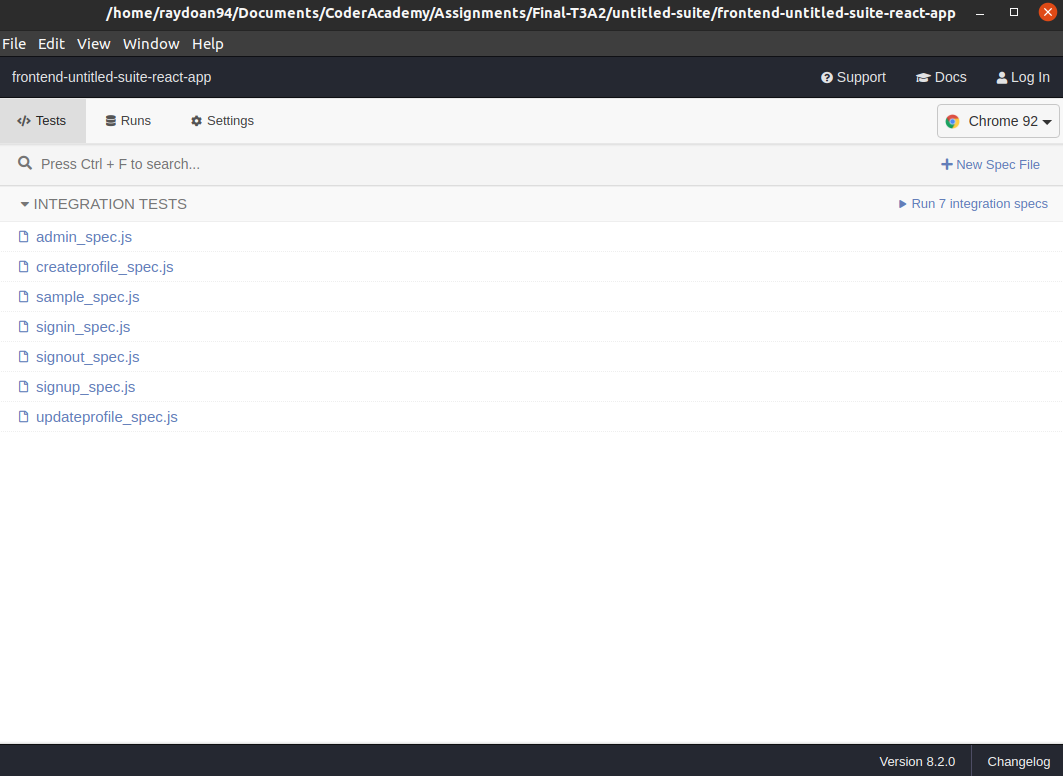 /home/raydoan94/Documents/CoderAcademy/Assignments/Final-T3A2/untitled-suite/frontend-untitled-suite-react-app
File Edit View Window Help
frontend-untitled-suite-react-app Support Docs Log In
Tests Runs Settings Chrome 92
Press Ctrl + F to search... New Spec File
INTEGRATION TESTS Run 7 integration specs
admin_spec.js
createprofile_spec.js
sample_spec.js
signin_spec.js
signout_spec.js
signup_spec.js
updateprofile_spec.js
Version 8.2.0 Changelog